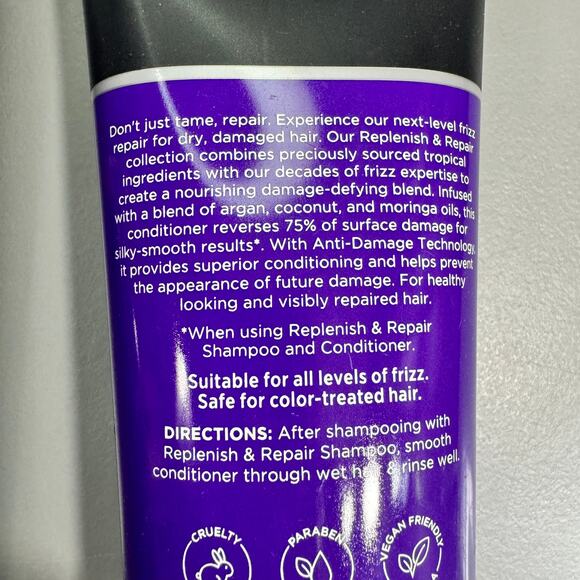 Don't just tame, repair. Experience our next-level frizz
repair for dry, damaged hair. Our Replenish & Repair
collection combines preciously sourced tropical
ingredients with our decades of frizz expertise to
create a nourishing damage-defying blend. Infused
with a blend of argan, coconut, and moringa oils, this
conditioner reverses 75% of surface damage for
silky-smooth results*. With Anti-Damage Technology,
it provides superior conditioning and helps prevent
the appearance of future damage. For healthy
looking and visibly repaired hair.
*When using Replenish & Repair
Shampoo and Conditioner.
Suitable for all levels of frizz.
Safe for color-treated hair.
DIRECTIONS: After shampooing with
Replenish & Repair Shampoo, smooth
conditioner through wet hair & rinse well.
CRUELTY
PARABEN
VEGAN FRIENDLY